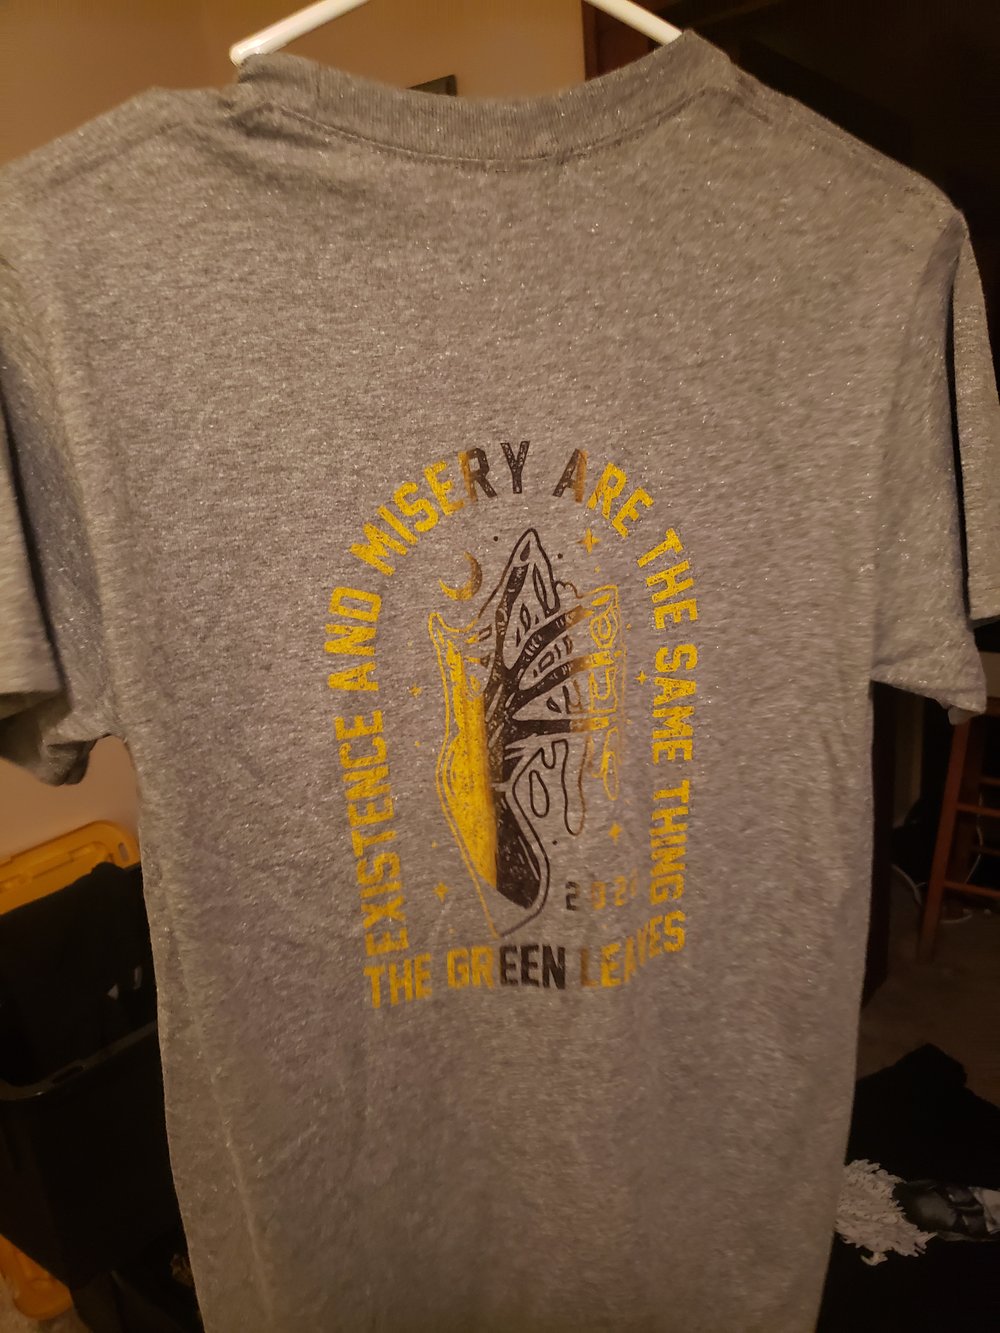 EXISTENCE AND MISERY ARE THE SAME THING
THE GREEN LEAVES